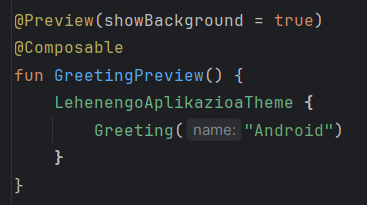 @Preview(showBackground = true)
@Composable
fun GreetingPreview() {
    LehenengoAplikazioaTheme {
        Greeting( name: "Android")
    }
}